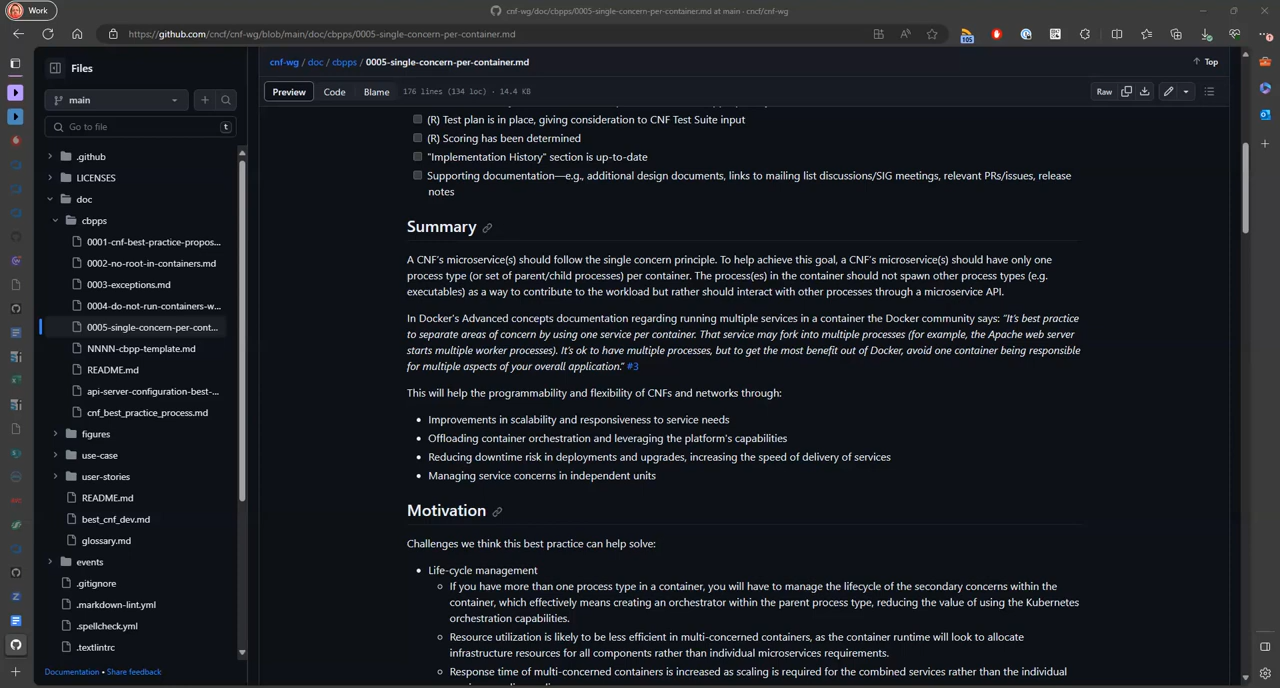 Work
cnf-wg/doc/cbpps/0005-single-concern-per-container.md at main · cncf/cnf-wg
https://github.com/cncf/cnf-wg/blob/main/doc/cbpps/0005-single-concern-per-container.md
105
Files
main
Go to file
t
.github
LICENSES
doc
cbpps
0001-cnf-best-practice-propos...
0002-no-root-in-containers.md
0003-exceptions.md
0004-do-not-run-containers-w...
0005-single-concern-per-cont...
NNNN-cbpp-template.md
README.md
api-server-configuration-best-...
cnf_best_practice_process.md
figures
use-case
user-stories
README.md
best_cnf_dev.md
glossary.md
events
.gitignore
.markdown-lint.yml
.spellcheck.yml
.textlintrc
Documentation • Share feedback
cnf-wg / doc / cbpps / 0005-single-concern-per-container.md
Top
Preview
Code
Blame
176 lines (134 loc) · 14.4 KB
Raw
(R) Test plan is in place, giving consideration to CNF Test Suite input
(R) Scoring has been determined
"Implementation History" section is up-to-date
Supporting documentation—e.g., additional design documents, links to mailing list discussions/SIG meetings, relevant PRs/issues, release
notes
Summary
A CNF's microservice(s) should follow the single concern principle. To help achieve this goal, a CNF's microservice(s) should have only one
process type (or set of parent/child processes) per container. The process(es) in the container should not spawn other process types (e.g.
executables) as a way to contribute to the workload but rather should interact with other processes through a microservice API.
In Docker's Advanced concepts documentation regarding running multiple services in a container the Docker community says: "It's best practice
to separate areas of concern by using one service per container. That service may fork into multiple processes (for example, the Apache web server
starts multiple worker processes). It's ok to have multiple processes, but to get the most benefit out of Docker, avoid one container being responsible
for multiple aspects of your overall application." #3
This will help the programmability and flexibility of CNFs and networks through:
• Improvements in scalability and responsiveness to service needs
• Offloading container orchestration and leveraging the platform's capabilities
• Reducing downtime risk in deployments and upgrades, increasing the speed of delivery of services
• Managing service concerns in independent units
Motivation
Challenges we think this best practice can help solve:
• Life-cycle management
If you have more than one process type in a container, you will have to manage the lifecycle of the secondary concerns within the
container, which effectively means creating an orchestrator within the parent process type, reducing the value of using the Kubernetes
orchestration capabilities.
Resource utilization is likely to be less efficient in multi-concerned containers, as the container runtime will look to allocate
infrastructure resources for all components rather than individual microservices requirements.
Response time of multi-concerned containers is increased as scaling is required for the combined services rather than the individual